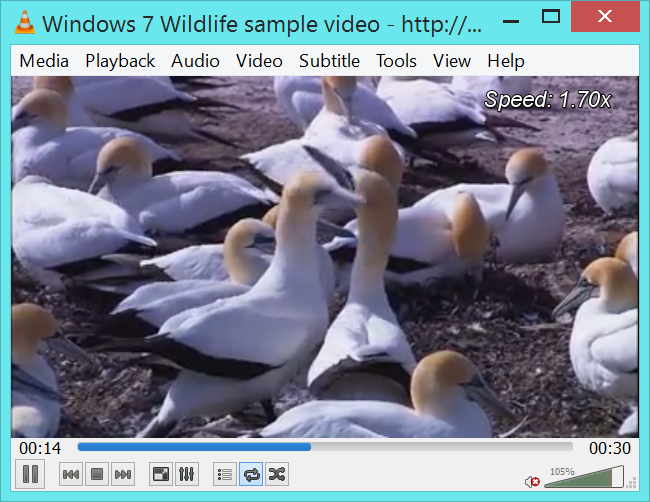 Windows 7 Wildlife sample video - http://...
Media Playback Audio Video Subtitle Tools View Help
Speed: 1.70x
00:14 00:30
105%